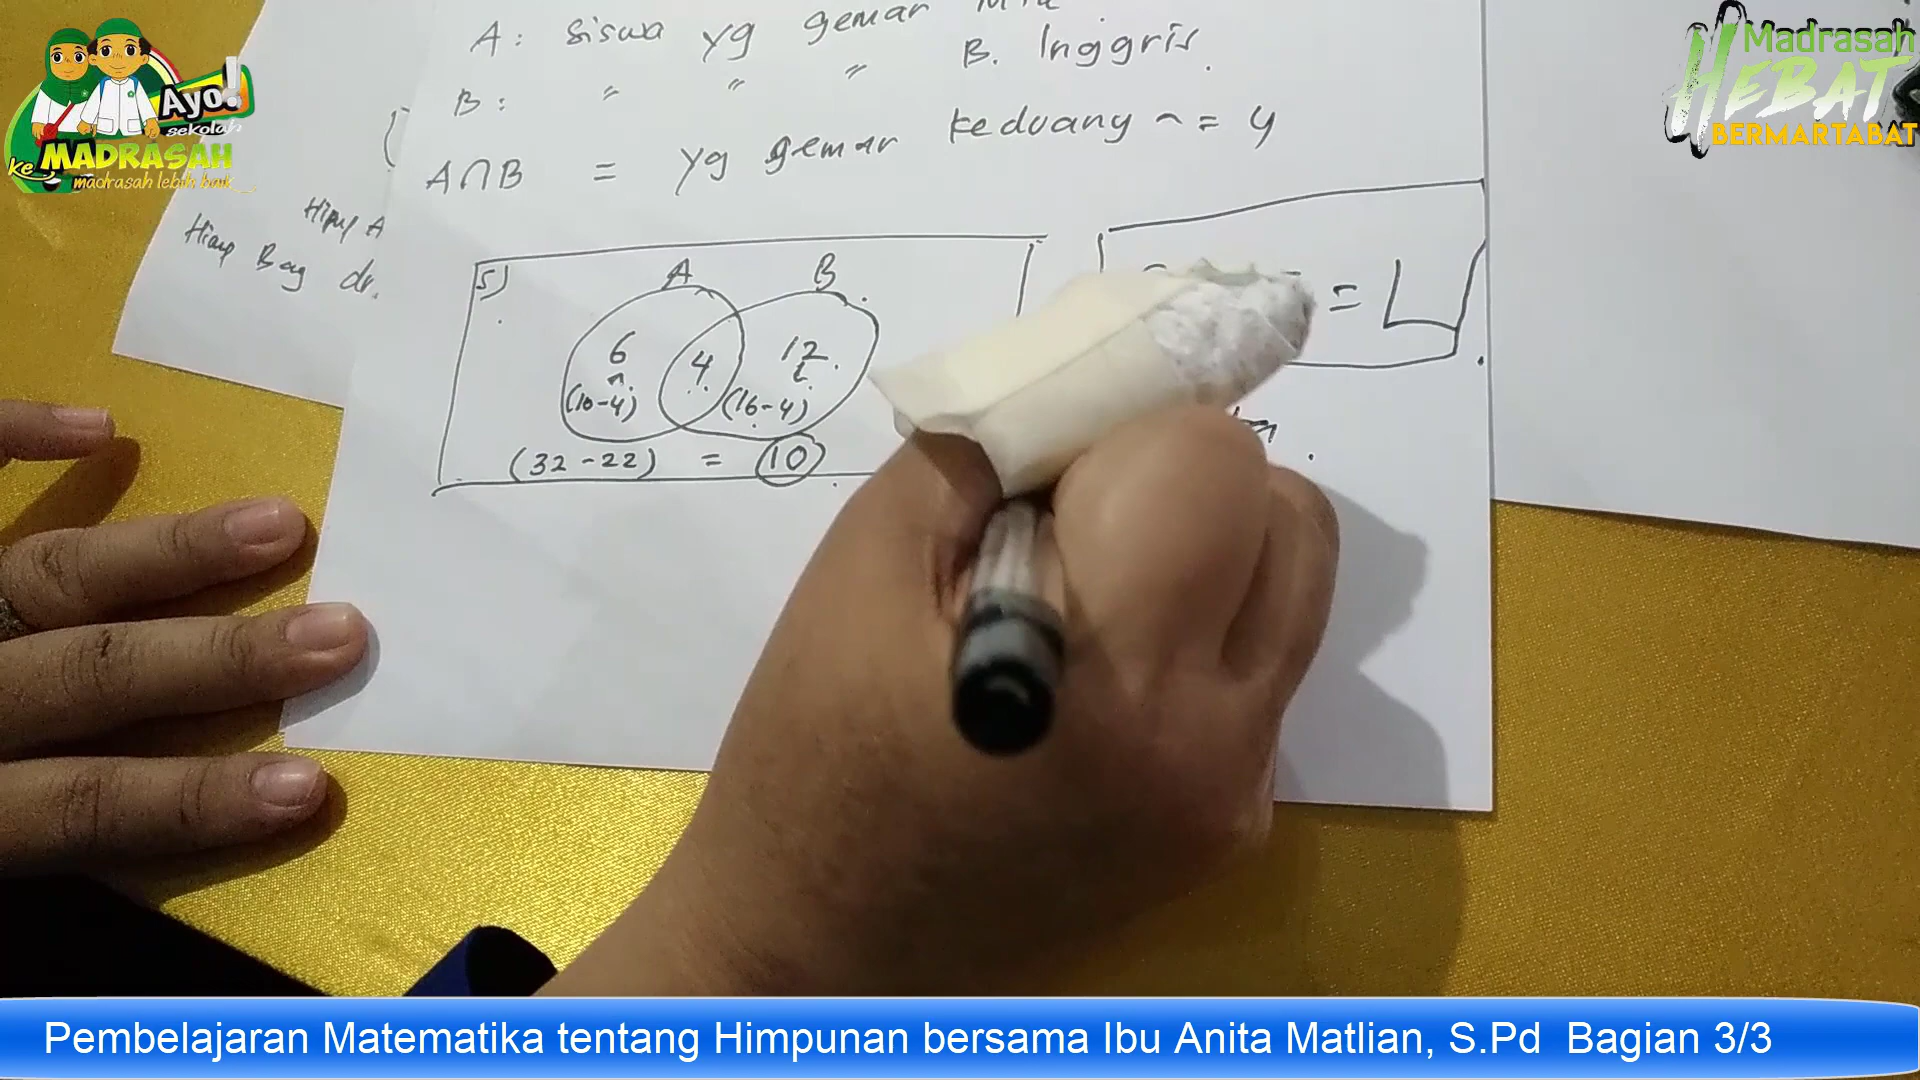 A : siswa yg gemar
B : " " " B. Inggris.
A∩B = yg gemar keduany ~ = 4
Himp A
Himp Bag dr.
S)
A B
6 4 12
(10-4) (16-4)
(32-22) = 10
=
Ayo!
sekolah
ke MADRASAH
madrasah lebih baik
Madrasah
HEBAT
BERMARTABAT
Pembelajaran Matematika tentang Himpunan bersama Ibu Anita Matlian, S.Pd Bagian 3/3